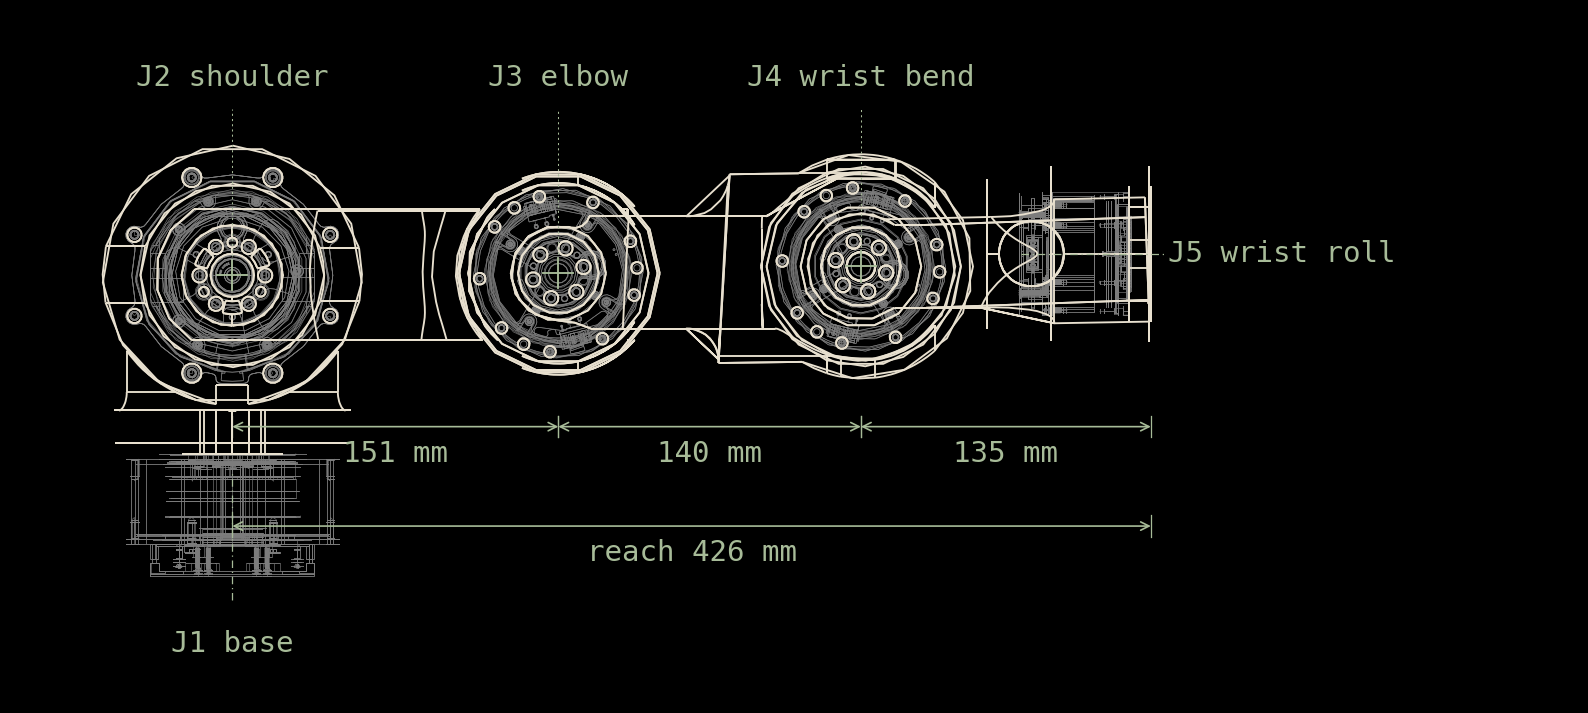 J2 shoulder
J3 elbow
J4 wrist bend
J5 wrist roll
151 mm
140 mm
135 mm
reach 426 mm
J1 base